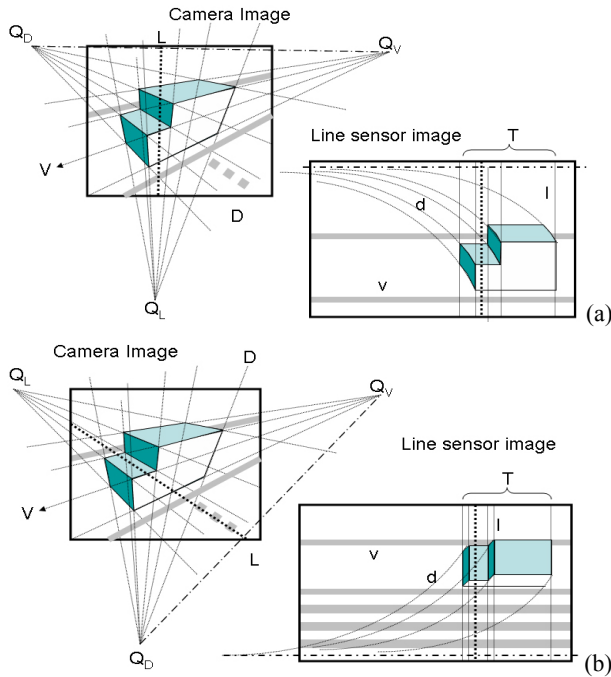 Camera Image
Q_D
L
Q_V
V
D
Q_L
Line sensor image
T
l
d
v
(a)
Camera Image
D
Q_L
Q_V
V
L
Q_D
Line sensor image
T
l
v
d
(b)